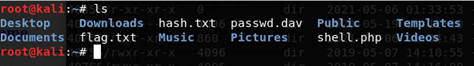 root@kali:~# ls
Desktop Downloads hash.txt passwd.dav Public Templates
Documents flag.txt Music Pictures shell.php Videos
root@kali:~#